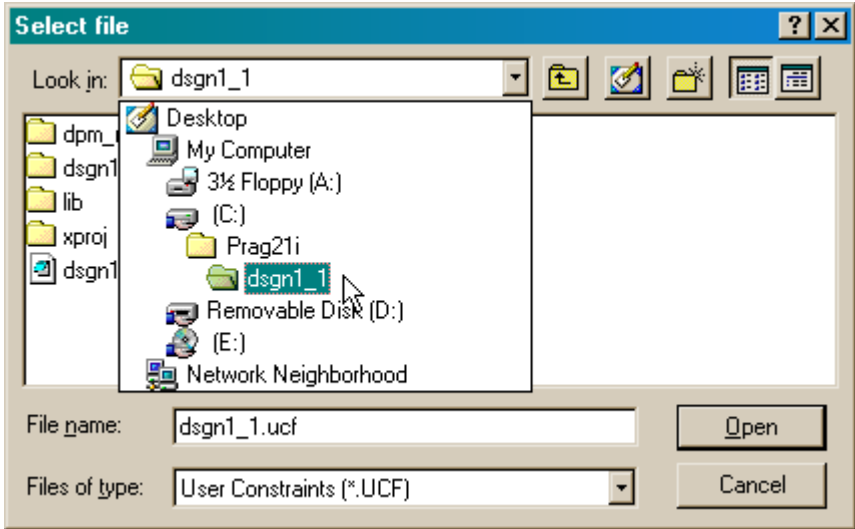 Select file
Look in: dsgn1_1
Desktop
My Computer
3½ Floppy (A:)
(C:)
Prag21i
dsgn1_1
Removable Disk (D:)
(E:)
Network Neighborhood
dsgn1
lib
xproj
dsgn1
File name: dsgn1_1.ucf
Open
Files of type: User Constraints (*.UCF)
Cancel